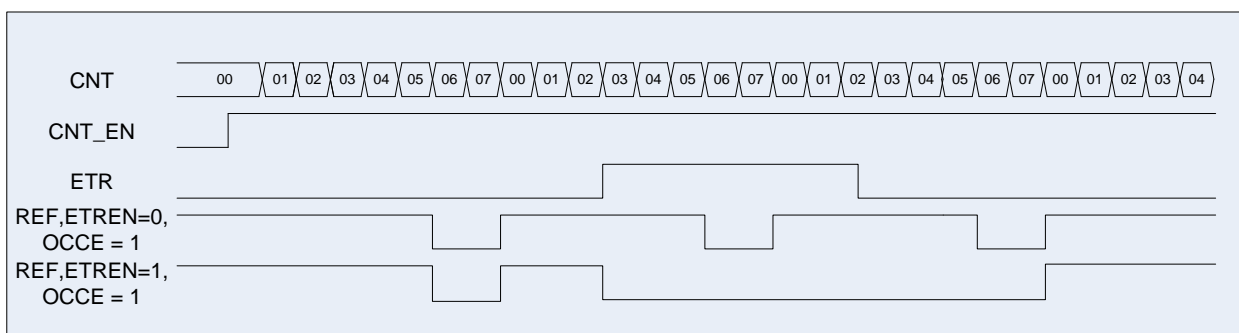 CNT 00 01 02 03 04 05 06 07 00 01 02 03 04 05 06 07 00 01 02 03 04 05 06 07 00 01 02 03 04
CNT_EN
ETR
REF,ETREN=0,
OCCE = 1
REF,ETREN=1,
OCCE = 1